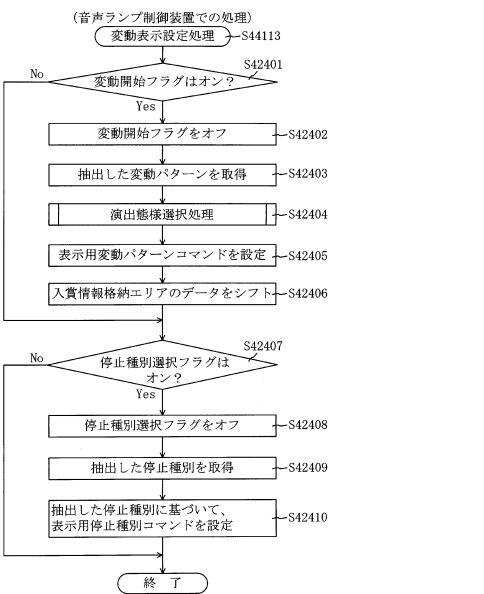 （音声ランプ制御装置での処理）
変動表示設定処理 S44113
S42401
No 変動開始フラグはオン？
Yes
変動開始フラグをオフ S42402
抽出した変動パターンを取得 S42403
演出態様選択処理 S42404
表示用変動パターンコマンドを設定 S42405
入賞情報格納エリアのデータをシフト S42406
S42407
No 停止種別選択フラグは
オン？
Yes
停止種別選択フラグをオフ S42408
抽出した停止種別を取得 S42409
抽出した停止種別に基づいて、
表示用停止種別コマンドを設定 S42410
終 了